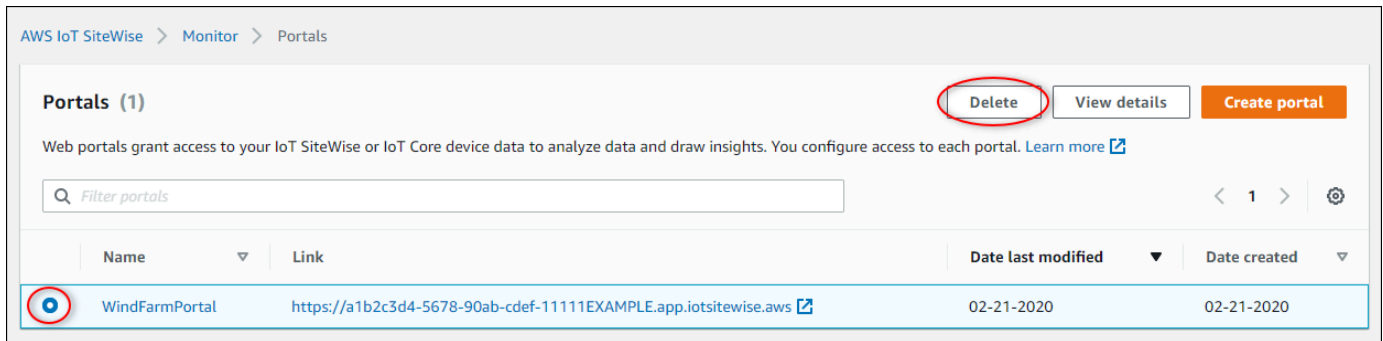 AWS IoT SiteWise > Monitor > Portals
Portals (1)
Delete
View details
Create portal
Web portals grant access to your IoT SiteWise or IoT Core device data to analyze data and draw insights. You configure access to each portal. Learn more
Filter portals
< 1 >
Name Link Date last modified Date created
WindFarmPortal https://a1b2c3d4-5678-90ab-cdef-11111EXAMPLE.app.iotsitewise.aws 02-21-2020 02-21-2020